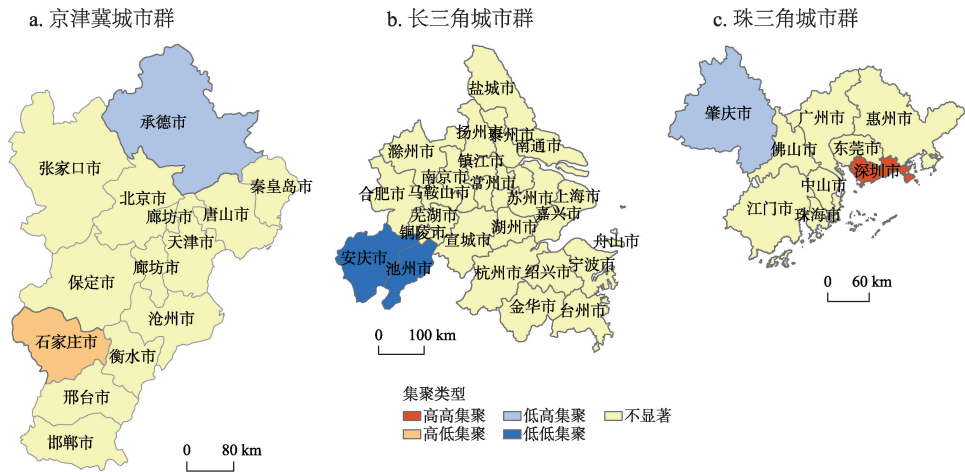 a. 京津冀城市群
承德市
张家口市
秦皇岛市
北京市
廊坊市
唐山市
天津市
廊坊市
保定市
沧州市
石家庄市
衡水市
邢台市
邯郸市
0 80 km
b. 长三角城市群
盐城市
扬州市
泰州市
南通市
滁州市
镇江市
南京市
常州市
合肥市
马鞍山市
苏州市
上海市
芜湖市
嘉兴市
铜陵市
湖州市
宣城市
舟山市
安庆市
池州市
杭州市
绍兴市
宁波市
金华市
台州市
0 100 km
c. 珠三角城市群
肇庆市
广州市
惠州市
佛山市
东莞市
深圳市
中山市
江门市
珠海市
0 60 km
集聚类型
高高集聚 低高集聚 不显著
高低集聚 低低集聚